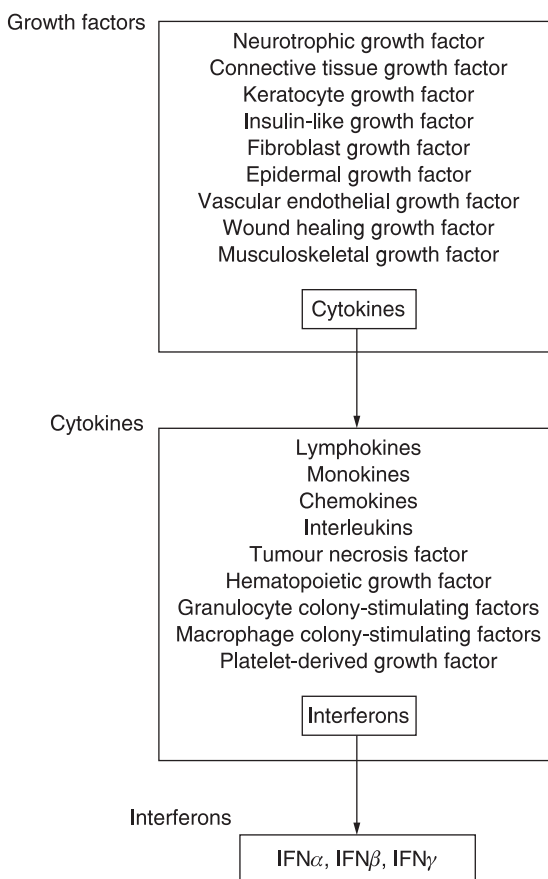 Growth factors
Neurotrophic growth factor
Connective tissue growth factor
Keratocyte growth factor
Insulin-like growth factor
Fibroblast growth factor
Epidermal growth factor
Vascular endothelial growth factor
Wound healing growth factor
Musculoskeletal growth factor
Cytokines
Cytokines
Lymphokines
Monokines
Chemokines
Interleukins
Tumour necrosis factor
Hematopoietic growth factor
Granulocyte colony-stimulating factors
Macrophage colony-stimulating factors
Platelet-derived growth factor
Interferons
Interferons
IFNα, IFNβ, IFNγ